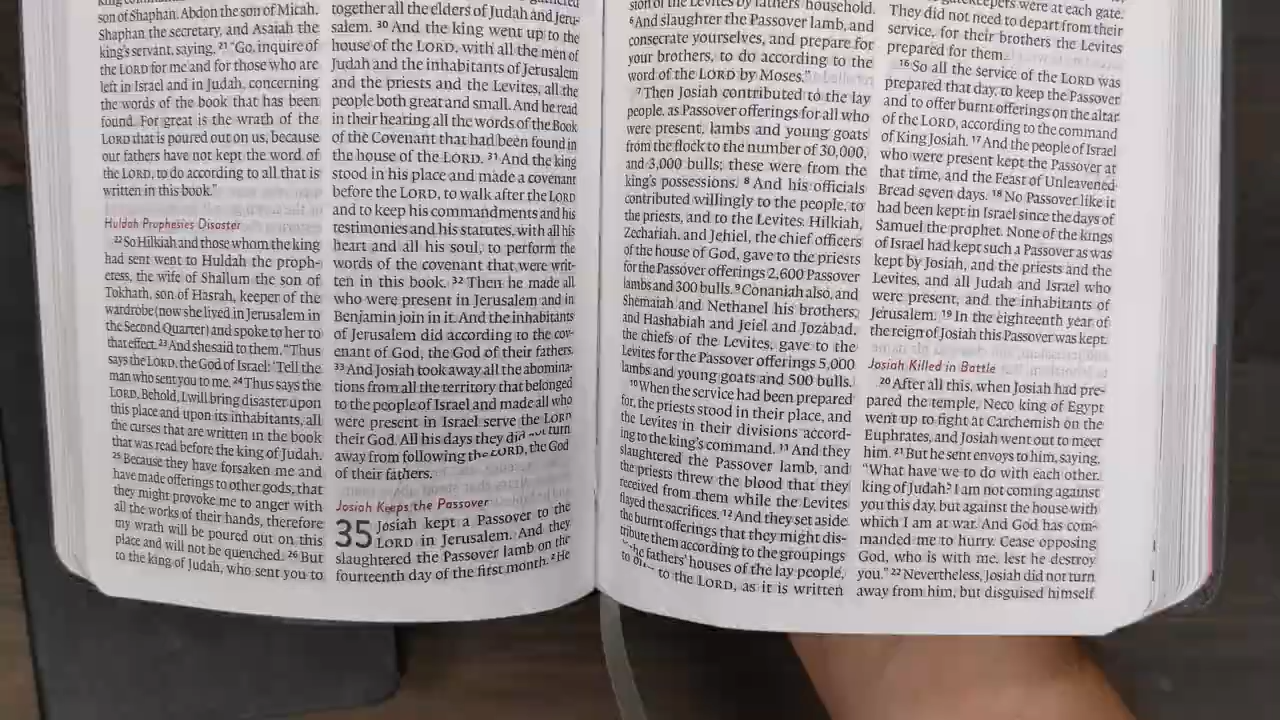 son of Shaphan, Abdon the son of Micah,
Shaphan the secretary, and Asaiah the
king's servant, saying, 21 "Go, inquire of
the LORD for me and for those who are
left in Israel and in Judah, concerning
the words of the book that has been
found. For great is the wrath of the
LORD that is poured out on us, because
our fathers have not kept the word of
the LORD, to do according to all that is
written in this book."
Huldah Prophesies Disaster
22 So Hilkiah and those whom the king
had sent went to Huldah the proph-
etess, the wife of Shallum the son of
Tokhath, son of Hasrah, keeper of the
wardrobe (now she lived in Jerusalem in
the Second Quarter) and spoke to her to
that effect. 23 And she said to them, "Thus
says the LORD, the God of Israel: 'Tell the
man who sent you to me, 24 Thus says the
LORD, Behold, I will bring disaster upon
this place and upon its inhabitants, all
the curses that are written in the book
that was read before the king of Judah.
25 Because they have forsaken me and
have made offerings to other gods, that
they might provoke me to anger with
all the works of their hands, therefore
my wrath will be poured out on this
place and will not be quenched. 26 But
to the king of Judah, who sent you to
together all the elders of Judah and Jeru-
salem. 30 And the king went up to the
house of the LORD, with all the men of
Judah and the inhabitants of Jerusalem
and the priests and the Levites, all the
people both great and small. And he read
in their hearing all the words of the Book
of the Covenant that had been found in
the house of the LORD. 31 And the king
stood in his place and made a covenant
before the LORD, to walk after the LORD
and to keep his commandments and his
testimonies and his statutes, with all his
heart and all his soul, to perform the
words of the covenant that were writ-
ten in this book. 32 Then he made all
who were present in Jerusalem and in
Benjamin join in it. And the inhabitants
of Jerusalem did according to the cov-
enant of God, the God of their fathers.
33 And Josiah took away all the abomina-
tions from all the territory that belonged
to the people of Israel and made all who
were present in Israel serve the LORD
their God. All his days they did not turn
away from following the LORD, the God
of their fathers.
Josiah Keeps the Passover
35 Josiah kept a Passover to the
LORD in Jerusalem. And they
slaughtered the Passover lamb on the
fourteenth day of the first month. 2 He
sion of the Levites by fathers' household.
6 And slaughter the Passover lamb, and
consecrate yourselves, and prepare for
your brothers, to do according to the
word of the LORD by Moses."
7 Then Josiah contributed to the lay
people, as Passover offerings for all who
were present, lambs and young goats
from the flock to the number of 30,000,
and 3,000 bulls; these were from the
king's possessions. 8 And his officials
contributed willingly to the people, to
the priests, and to the Levites. Hilkiah,
Zechariah, and Jehiel, the chief officers
of the house of God, gave to the priests
for the Passover offerings 2,600 Passover
lambs and 300 bulls. 9 Conaniah also, and
Shemaiah and Nethanel his brothers,
and Hashabiah and Jeiel and Jozabad,
the chiefs of the Levites, gave to the
Levites for the Passover offerings 5,000
lambs and young goats and 500 bulls.
10 When the service had been prepared
for, the priests stood in their place, and
the Levites in their divisions accord-
ing to the king's command. 11 And they
slaughtered the Passover lamb, and
the priests threw the blood that they
received from them while the Levites
flayed the sacrifices. 12 And they set aside
the burnt offerings that they might dis-
tribute them according to the groupings
the fathers' houses of the lay people,
to the LORD, as it is written
gatekeepers were at each gate.
They did not need to depart from their
service, for their brothers the Levites
prepared for them.
16 So all the service of the LORD was
prepared that day, to keep the Passover
and to offer burnt offerings on the altar
of the LORD, according to the command
of King Josiah. 17 And the people of Israel
who were present kept the Passover at
that time, and the Feast of Unleavened
Bread seven days. 18 No Passover like it
had been kept in Israel since the days of
Samuel the prophet. None of the kings
of Israel had kept such a Passover as was
kept by Josiah, and the priests and the
Levites, and all Judah and Israel who
were present, and the inhabitants of
Jerusalem. 19 In the eighteenth year of
the reign of Josiah this Passover was kept.
Josiah Killed in Battle
20 After all this, when Josiah had pre-
pared the temple, Neco king of Egypt
went up to fight at Carchemish on the
Euphrates, and Josiah went out to meet
him. 21 But he sent envoys to him, saying,
"What have we to do with each other,
king of Judah? I am not coming against
you this day, but against the house with
which I am at war. And God has com-
manded me to hurry. Cease opposing
God, who is with me, lest he destroy
you." 22 Nevertheless, Josiah did not turn
away from him, but disguised himself